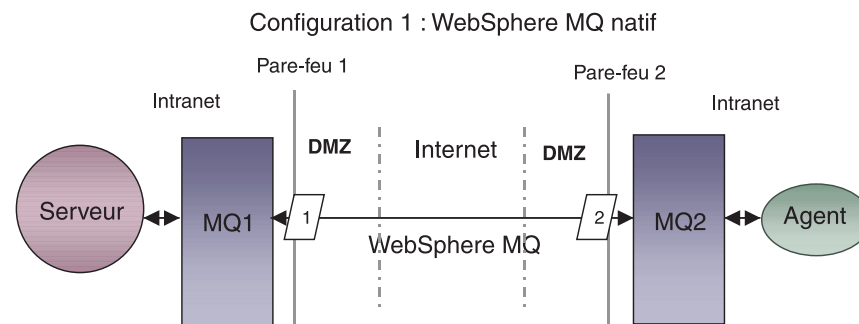 Configuration 1 : WebSphere MQ natif
Pare-feu 1
Pare-feu 2
Intranet
Intranet
DMZ
Internet
DMZ
Serveur
MQ1
1
2
MQ2
Agent
WebSphere MQ